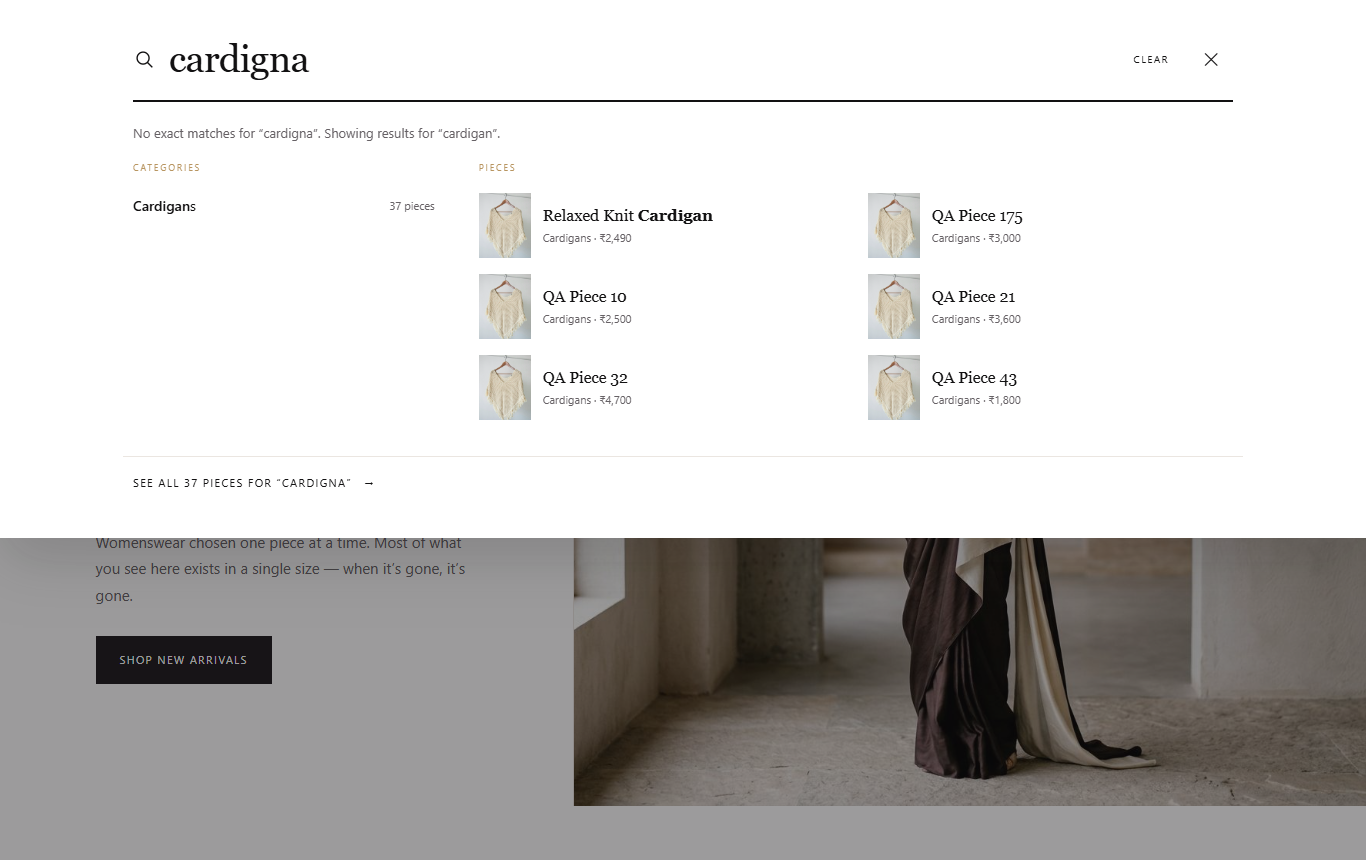 cardigna
CLEAR
No exact matches for “cardigna”. Showing results for “cardigan”.
CATEGORIES
Cardigans
37 pieces
PIECES
Relaxed Knit Cardigan
Cardigans · ₹2,490
QA Piece 175
Cardigans · ₹3,000
QA Piece 10
Cardigans · ₹2,500
QA Piece 21
Cardigans · ₹3,600
QA Piece 32
Cardigans · ₹4,700
QA Piece 43
Cardigans · ₹1,800
SEE ALL 37 PIECES FOR “CARDIGNA” →
Womenswear chosen one piece at a time. Most of what
you see here exists in a single size — when it’s gone, it’s
gone.
SHOP NEW ARRIVALS